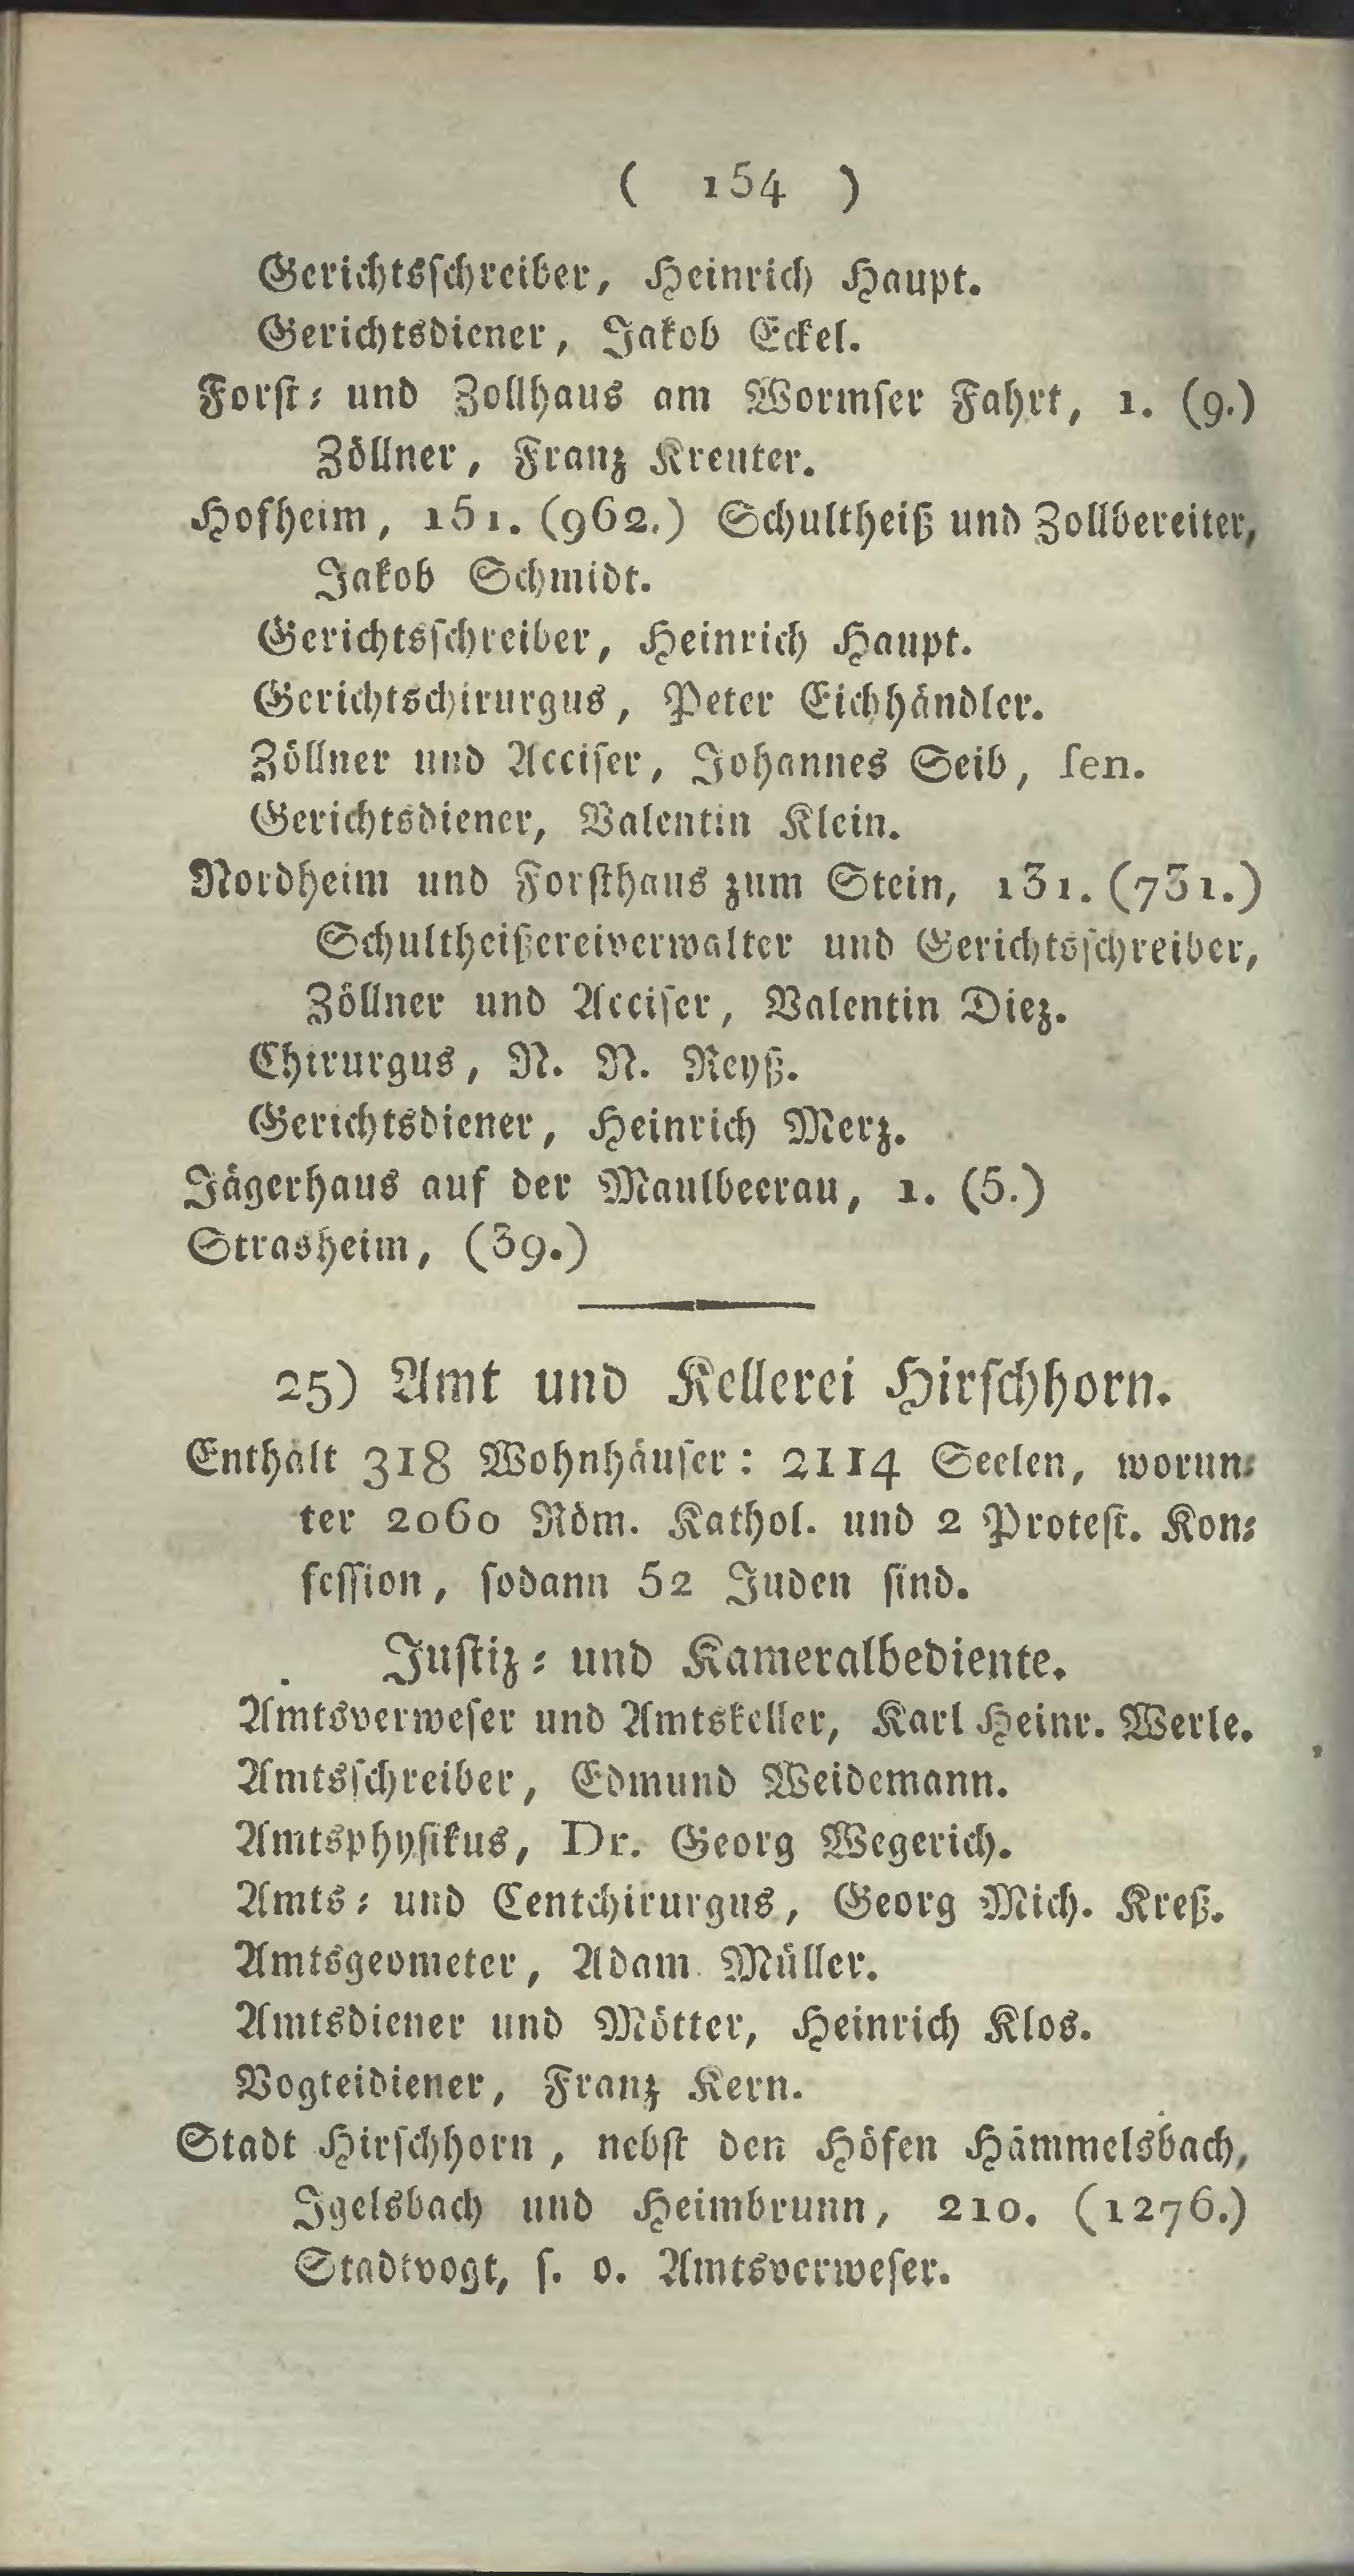 ( 154 )
Gerichtsschreiber, Heinrich Haupt.
Gerichtsdiener, Jakob Eckel.
Forst⸗ und Zollhaus am Wormser Fahrt, 1. (9.)
Zöllner, Franz Kreuter.
Hofheim, 151. (962.) Schultheiß und Zollbereiter,
Jakob Schmidt.
Gerichtsschreiber, Heinrich Haupt.
Gerichtschirurgus, Peter Eichhändler.
Zöllner und Acciser, Johannes Seib, sen.
Gerichtsdiener, Valentin Klein.
Nordheim und Forsthaus zum Stein, 131. (731.)
Schultheißereiverwalter und Gerichtsschreiber,
Zöllner und Acciser, Valentin Diez.
Chirurgus, N. N. Reyß.
Gerichtsdiener, Heinrich Merz.
Jägerhaus auf der Maulbeerau, 1. (5.)
Strasheim, (39.)
25) Amt und Kellerei Hirschhorn.
Enthält 318 Wohnhäuser: 2114 Seelen, worun⸗
ter 2060 Röm. Kathol. und 2 Protest. Kon⸗
fession, sodann 52 Juden sind.
Justiz⸗ und Kameralbediente.
Amtsverweser und Amtskeller, Karl Heinr. Werle.
Amtsschreiber, Edmund Weidemann.
Amtsphysikus, Dr. Georg Wegerich.
Amts⸗ und Centchirurgus, Georg Mich. Kreß.
Amtsgeometer, Adam Müller.
Amtsdiener und Mötter, Heinrich Klos.
Vogteidiener, Franz Kern.
Stadt Hirschhorn, nebst den Höfen Hämmelsbach,
Igelsbach und Heimbrunn, 210. (1276.)
Stadtvogt, s. o. Amtsverweser.